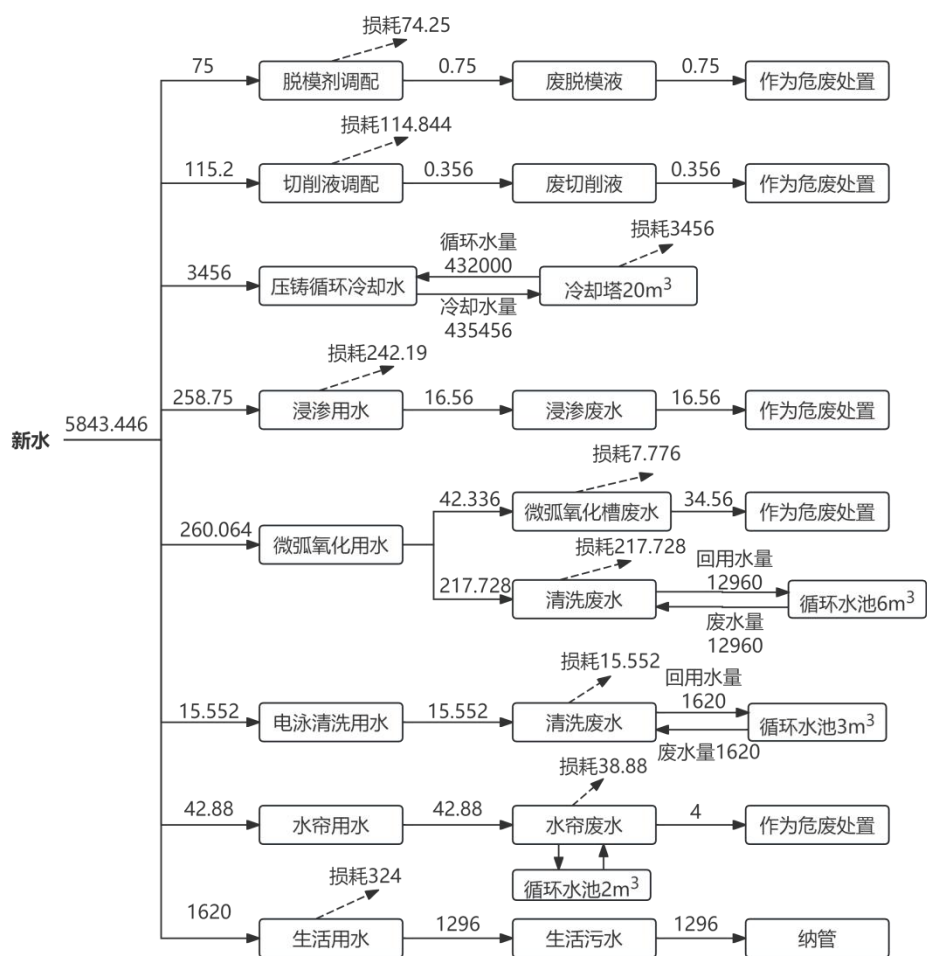 损耗74.25
75
脱模剂调配
0.75
废脱模液
0.75
作为危废处置
损耗114.844
115.2
切削液调配
0.356
废切削液
0.356
作为危废处置
损耗3456
循环水量
432000
3456
压铸循环冷却水
冷却塔20m³
冷却水量
435456
损耗242.19
258.75
浸渗用水
16.56
浸渗废水
16.56
作为危废处置
新水
5843.446
损耗7.776
42.336
微弧氧化槽废水
34.56
作为危废处置
260.064
微弧氧化用水
损耗217.728
217.728
清洗废水
回用水量
12960
循环水池6m³
废水量
12960
损耗15.552
15.552
电泳清洗用水
15.552
清洗废水
回用水量
1620
循环水池3m³
废水量1620
损耗38.88
42.88
水帘用水
42.88
水帘废水
4
作为危废处置
循环水池2m³
损耗324
1620
生活用水
1296
生活污水
1296
纳管